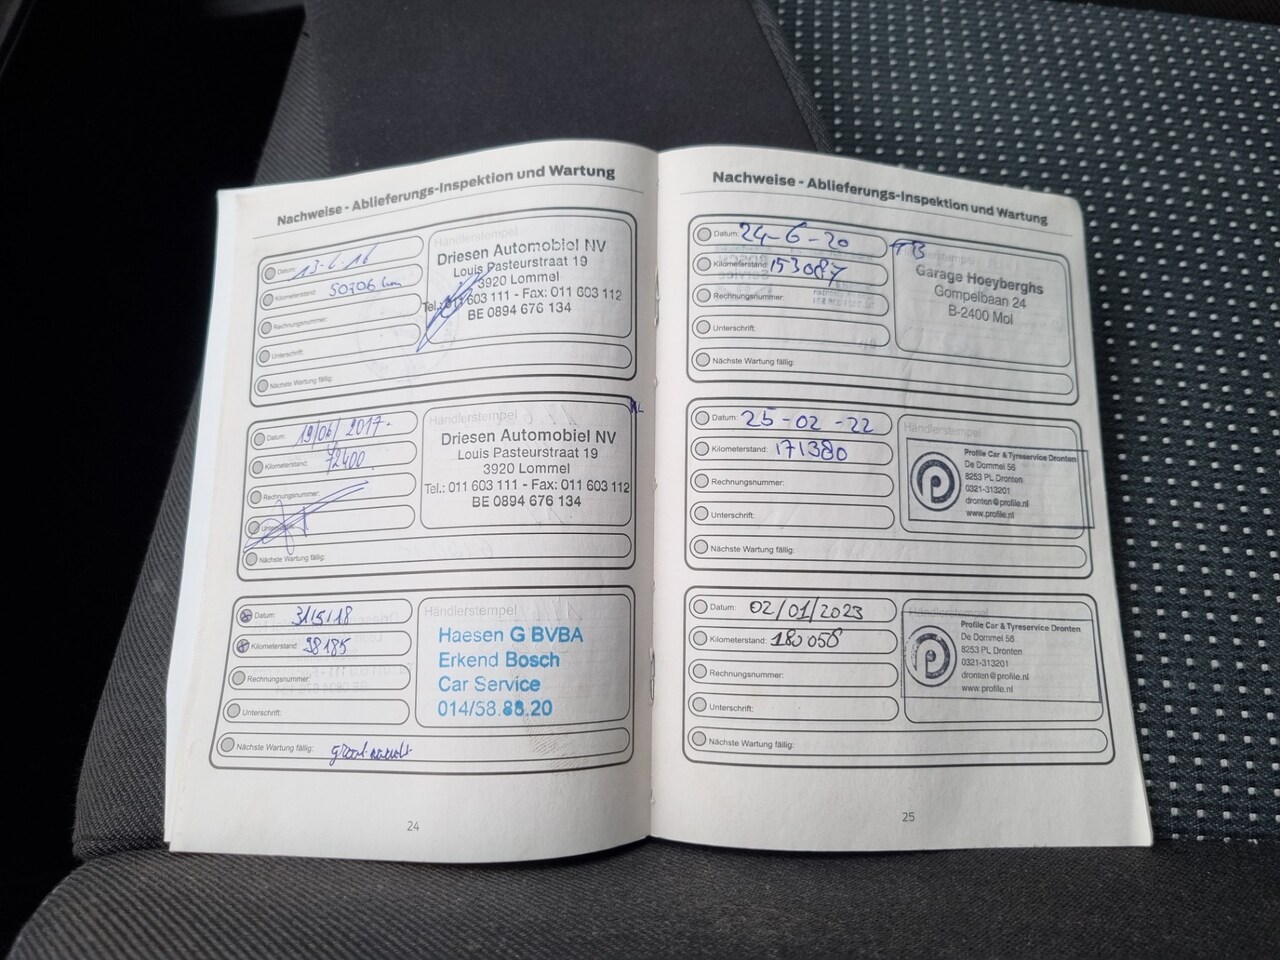 Nachweise - Ablieferungs-Inspektion und Wartung
Datum: 13-6-16
Kilometerstand: 50706 km
Rechnungsnummer:
Unterschrift:
Nächste Wartung fällig:
Händlerstempel
Driesen Automobiel NV
Louis Pasteurstraat 19
3920 Lommel
Tel.: 011 603 111 - Fax: 011 603 112
BE 0894 676 134
Datum: 19/06/2017-
Kilometerstand: 72400
Rechnungsnummer:
Unterschrift:
Nächste Wartung fällig:
Händlerstempel
Driesen Automobiel NV
Louis Pasteurstraat 19
3920 Lommel
Tel.: 011 603 111 - Fax: 011 603 112
BE 0894 676 134
Datum: 31/5/18
Kilometerstand: 98185
Rechnungsnummer:
Unterschrift:
Nächste Wartung fällig:
Händlerstempel
Haesen G BVBA
Erkend Bosch
Car Service
014/58.88.20
24
Nachweise - Ablieferungs-Inspektion und Wartung
Datum: 24-6-20
Kilometerstand: 153087
Rechnungsnummer:
Unterschrift:
Nächste Wartung fällig:
TB
Garage Hoeyberghs
Gompelbaan 24
B-2400 Mol
Datum: 25-02-22
Kilometerstand: 171380
Rechnungsnummer:
Unterschrift:
Nächste Wartung fällig:
Händlerstempel
Profile Car & Tyreservice Dronten
De Dommel 56
8253 PL Dronten
0321-313201
dronten@profile.nl
www.profile.nl
Datum: 02/01/2023
Kilometerstand: 180058
Rechnungsnummer:
Unterschrift:
Nächste Wartung fällig:
Händlerstempel
Profile Car & Tyreservice Dronten
De Dommel 56
8253 PL Dronten
0321-313201
dronten@profile.nl
www.profile.nl
25